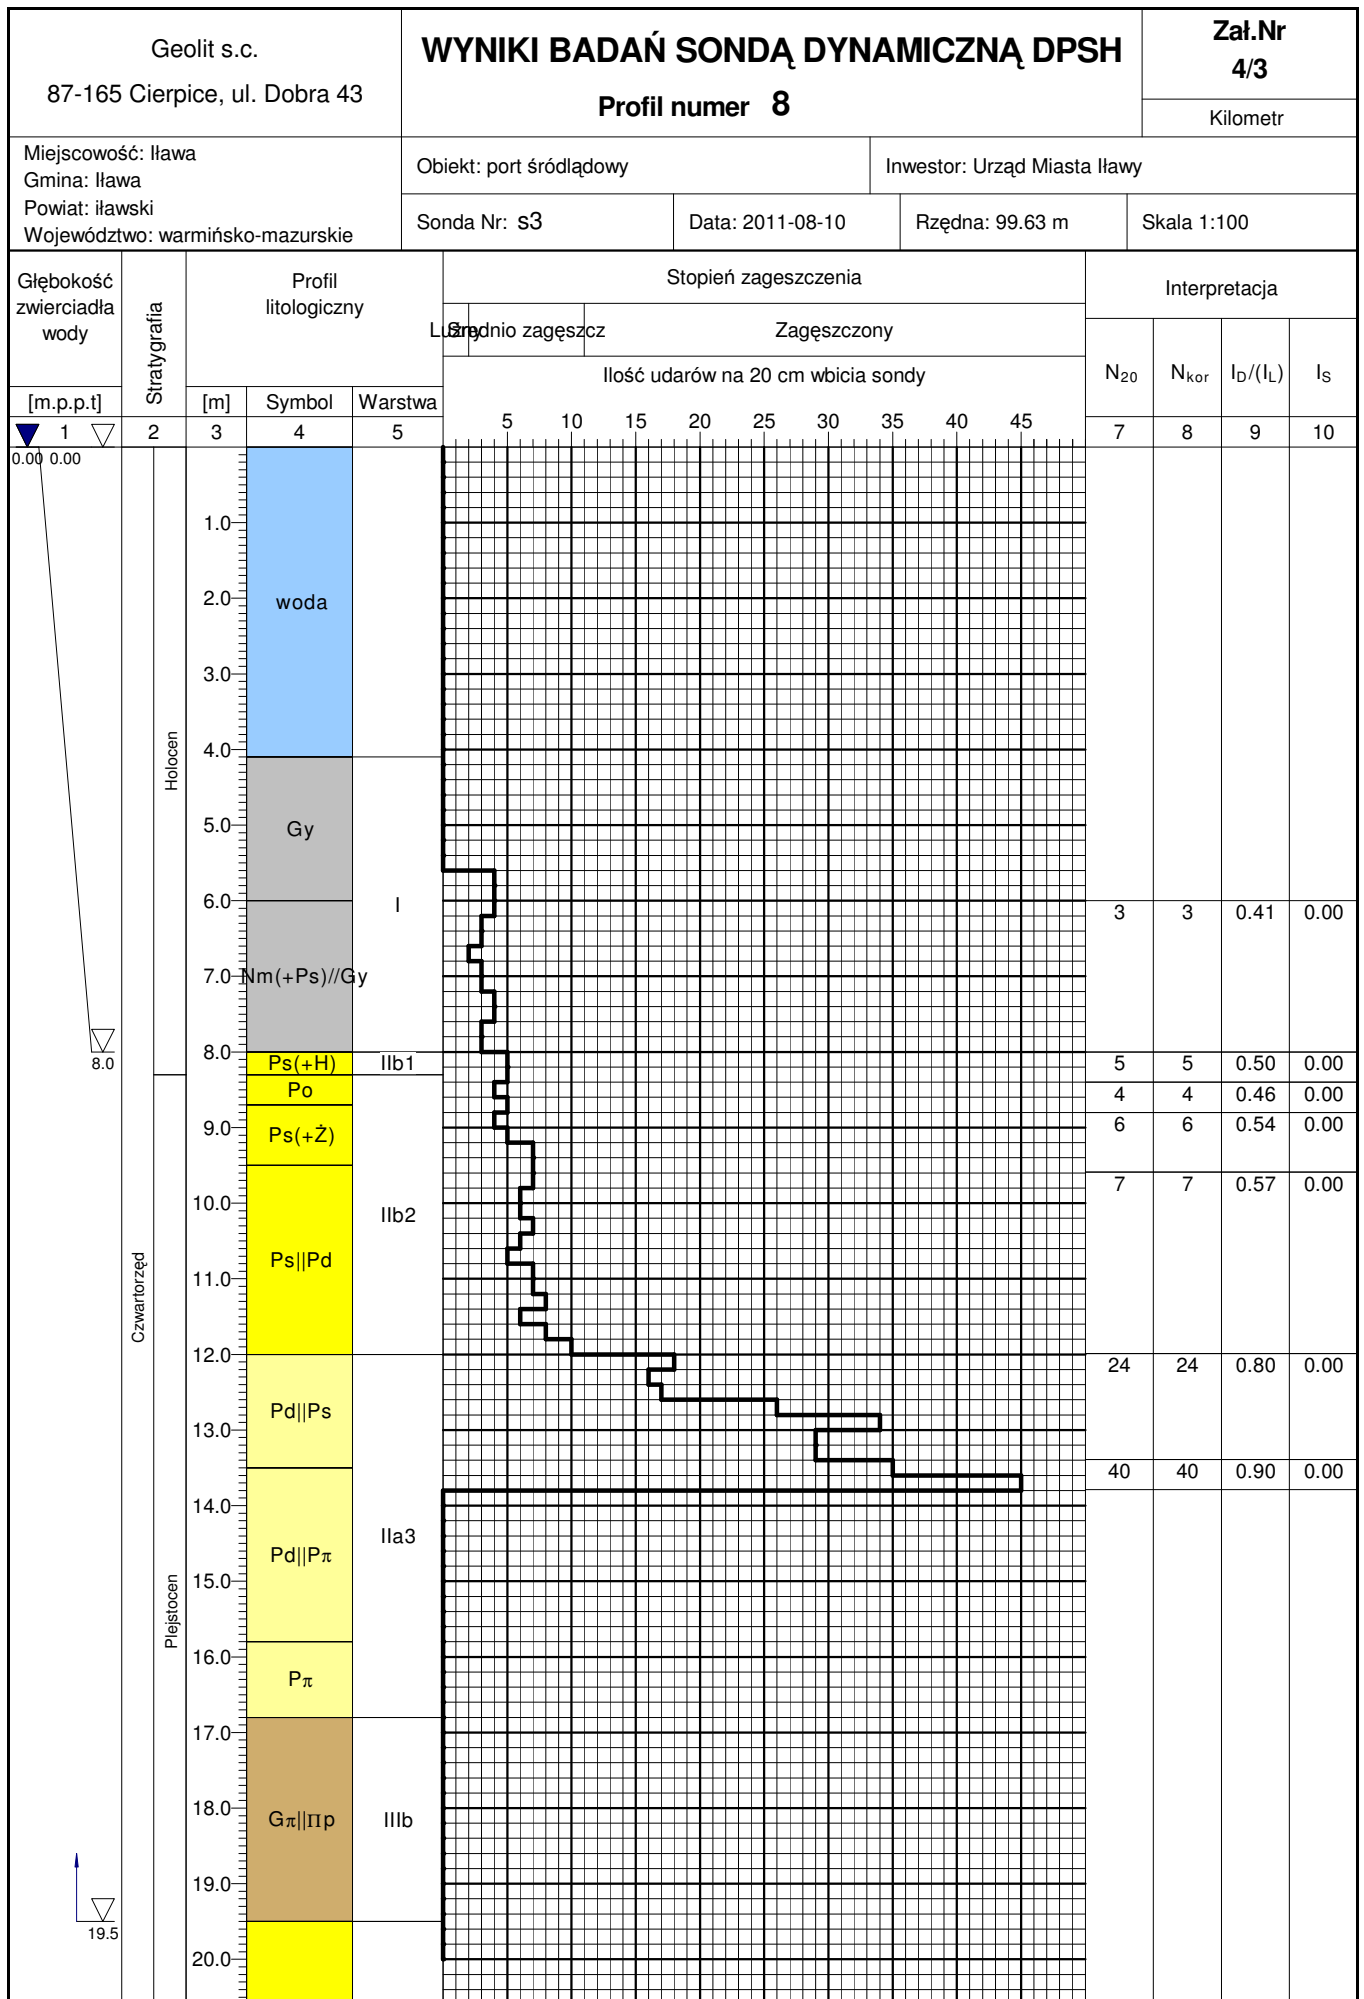 Geolit s.c.
87-165 Cierpice, ul. Dobra 43
WYNIKI BADAŃ SONDĄ DYNAMICZNĄ DPSH
Profil numer 8
Zał.Nr
4/3
Kilometr
Miejscowość: Iława
Gmina: Iława
Powiat: iławski
Województwo: warmińsko-mazurskie
Obiekt: port śródlądowy
Inwestor: Urząd Miasta Iławy
Sonda Nr: s3
Data: 2011-08-10
Rzędna: 99.63 m
Skala 1:100
Głębokość
zwierciadła
wody
[m.p.p.t]
Stratygrafia
Profil
litologiczny
[m] Symbol Warstwa
Stopień zageszczenia
Luźny Średnio zagęszcz Zagęszczony
Ilość udarów na 20 cm wbicia sondy
5 10 15 20 25 30 35 40 45
Interpretacja
N20 Nkor ID/(IL) IS
1 2 3 4 5 7 8 9 10
0.00 0.00
1.0
2.0
woda
3.0
4.0
Holocen
5.0
Gy
6.0
I
3 3 0.41 0.00
7.0
Nm(+Ps)//Gy
8.0
8.0
Ps(+H) IIb1
5 5 0.50 0.00
Po
4 4 0.46 0.00
9.0
Ps(+Ż)
6 6 0.54 0.00
7 7 0.57 0.00
10.0
IIb2
Ps||Pd
11.0
Czwartorzęd
12.0
24 24 0.80 0.00
Pd||Ps
13.0
40 40 0.90 0.00
14.0
IIa3
Pd||Pπ
15.0
Plejstocen
16.0
Pπ
17.0
18.0
Gπ||Πp IIIb
19.0
19.5
20.0